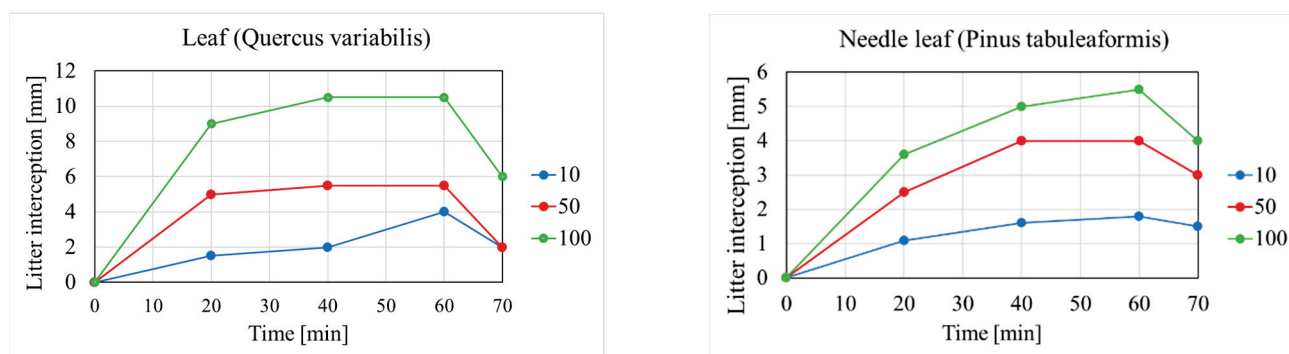 Leaf (Quercus variabilis)
12
10
8
6
4
2
0
Litter interception [mm]
0 10 20 30 40 50 60 70
Time [min]
10
50
100
Needle leaf (Pinus tabuleaformis)
6
5
4
3
2
1
0
Litter interception [mm]
0 10 20 30 40 50 60 70
Time [min]
10
50
100